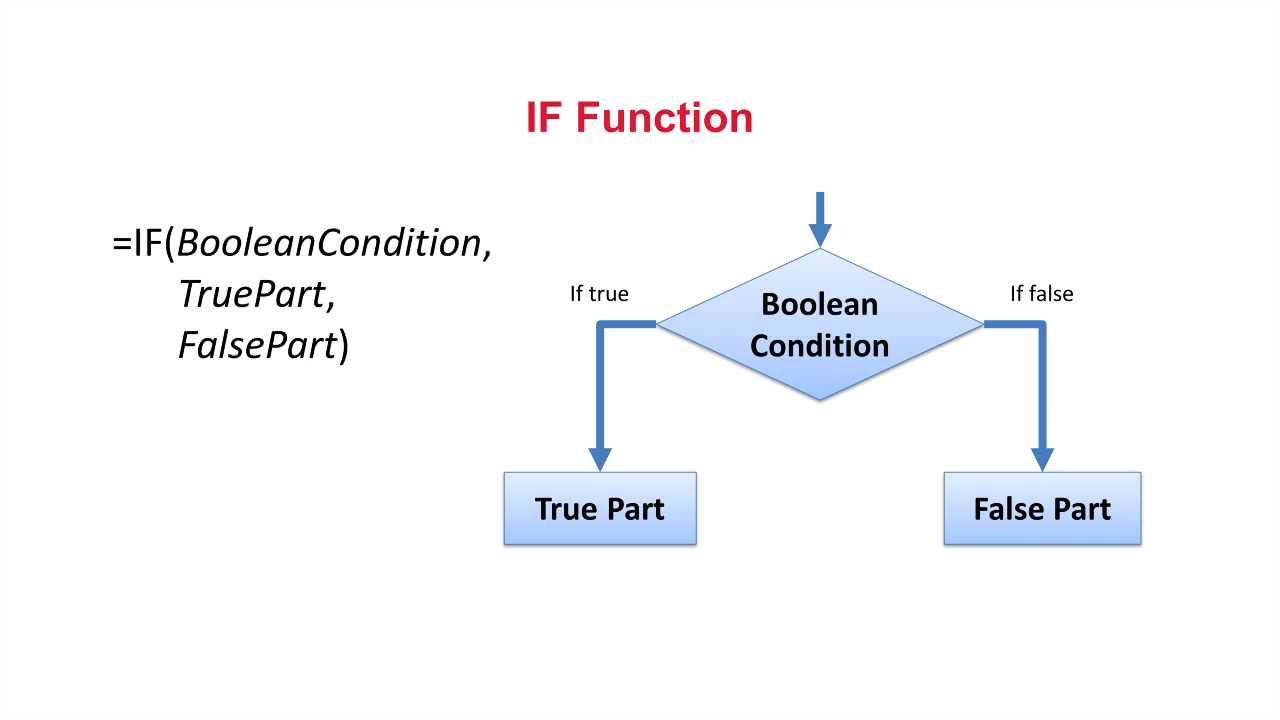 IF Function
=IF(BooleanCondition,
TruePart,
FalsePart)
If true
Boolean
Condition
If false
True Part
False Part